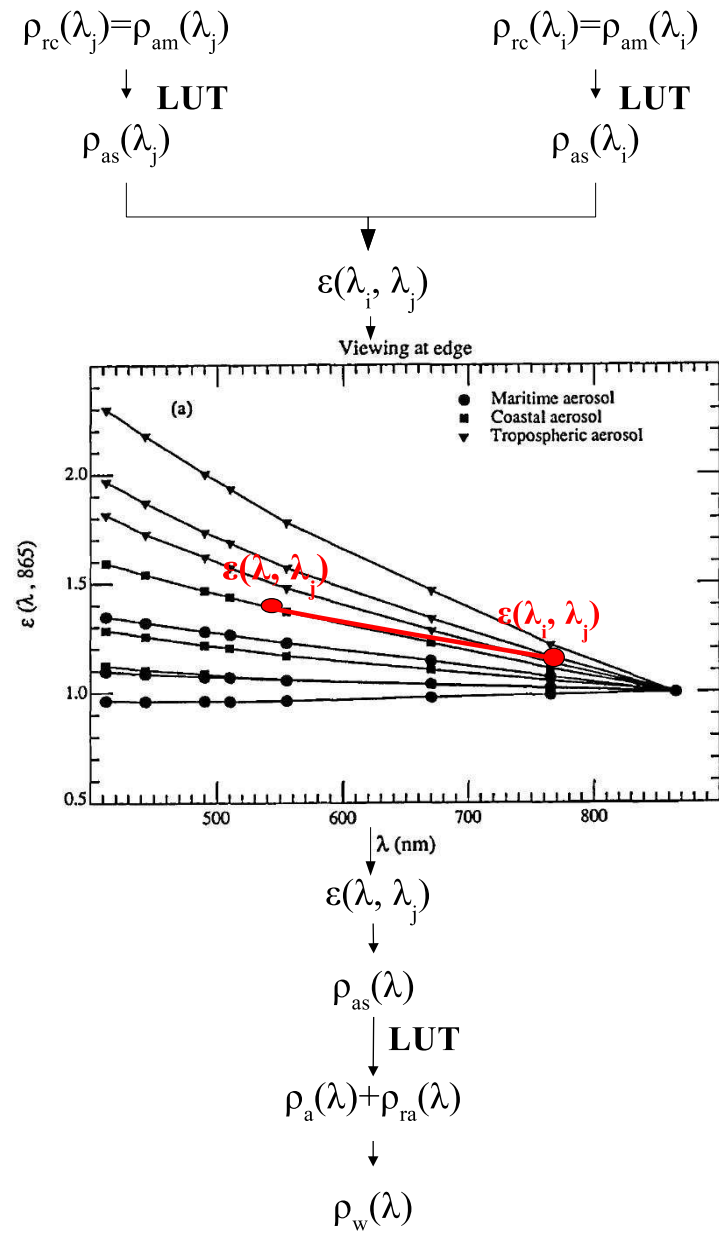 ρrc(λj)=ρam(λj) ρrc(λi)=ρam(λi)
LUT LUT
ρas(λj) ρas(λi)
ε(λi, λj)
Viewing at edge
(a)
Maritime aerosol
Coastal aerosol
Tropospheric aerosol
2.0
1.5
1.0
0.5
ε (λ, 865)
ε(λ, λj)
ε(λi, λj)
500 600 700 800
λ (nm)
ε(λ, λj)
ρas(λ)
LUT
ρa(λ)+ρra(λ)
ρw(λ)